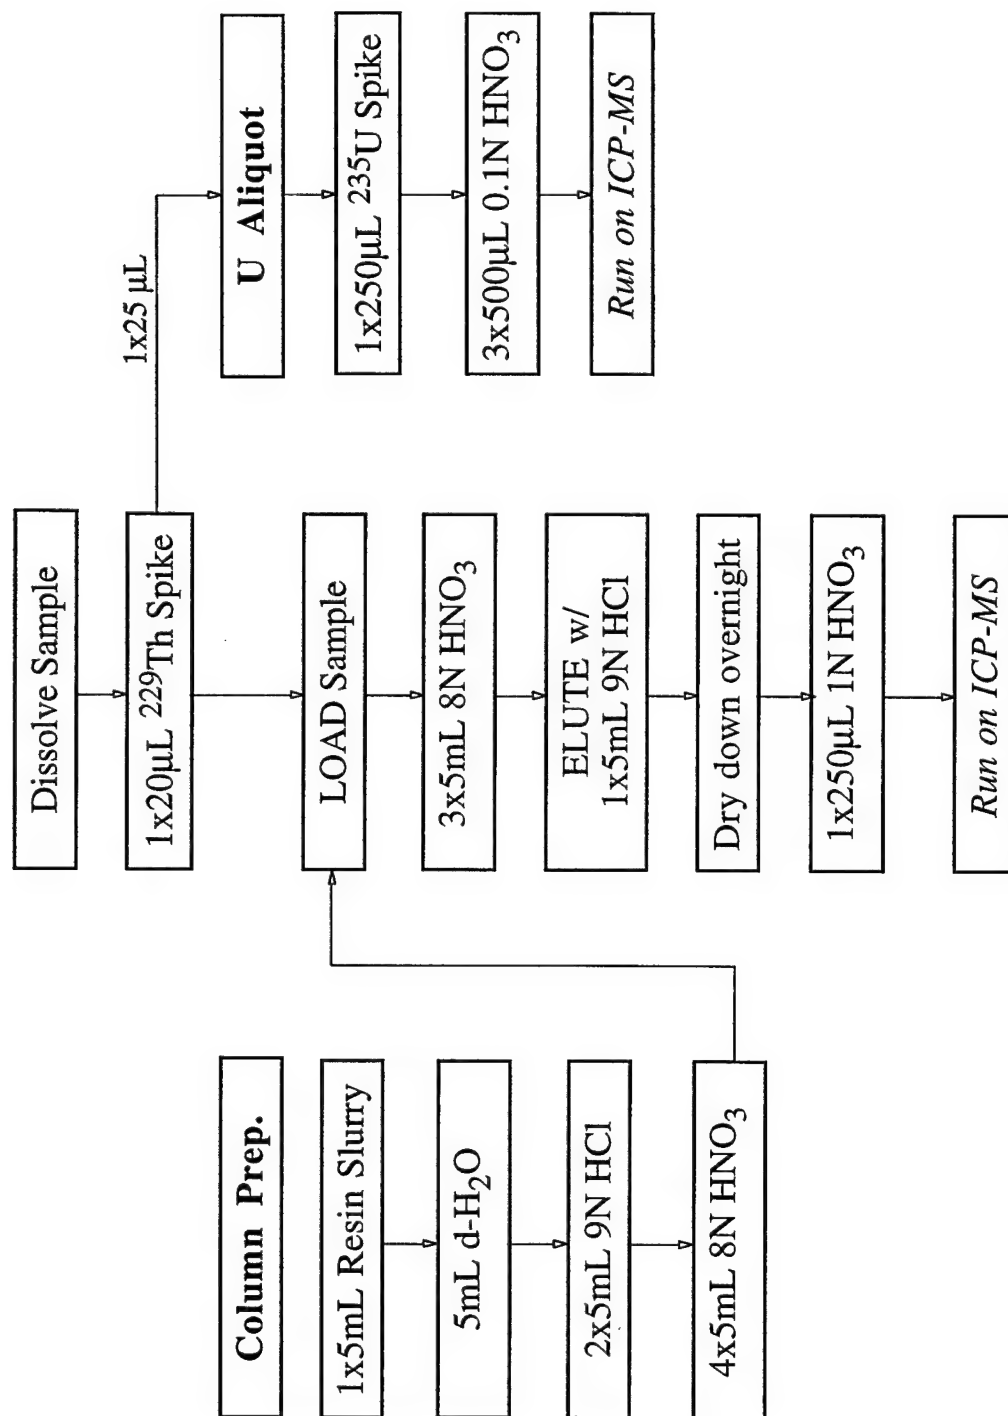 Column Prep.
1x5mL Resin Slurry
5mL d-H₂O
2x5mL 9N HCl
4x5mL 8N HNO₃
Dissolve Sample
1x20µL ²²⁹Th Spike
LOAD Sample
3x5mL 8N HNO₃
ELUTE w/
1x5mL 9N HCl
Dry down overnight
1x250µL 1N HNO₃
Run on ICP-MS
1x25 µL
U Aliquot
1x250µL ²³⁵U Spike
3x500µL 0.1N HNO₃
Run on ICP-MS